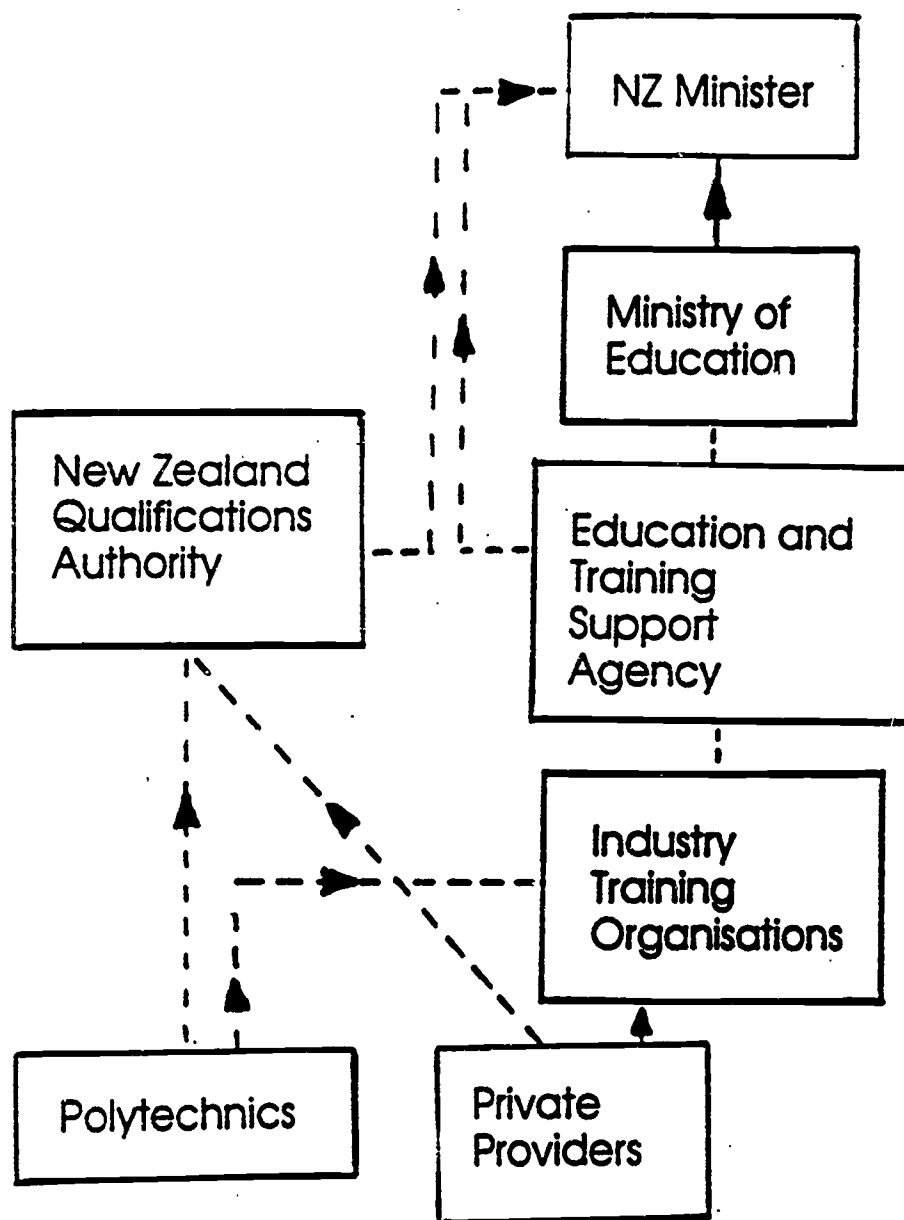 NZ Minister
Ministry of
Education
New Zealand
Qualifications
Authority
Education and
Training
Support
Agency
Industry
Training
Organisations
Polytechnics
Private
Providers